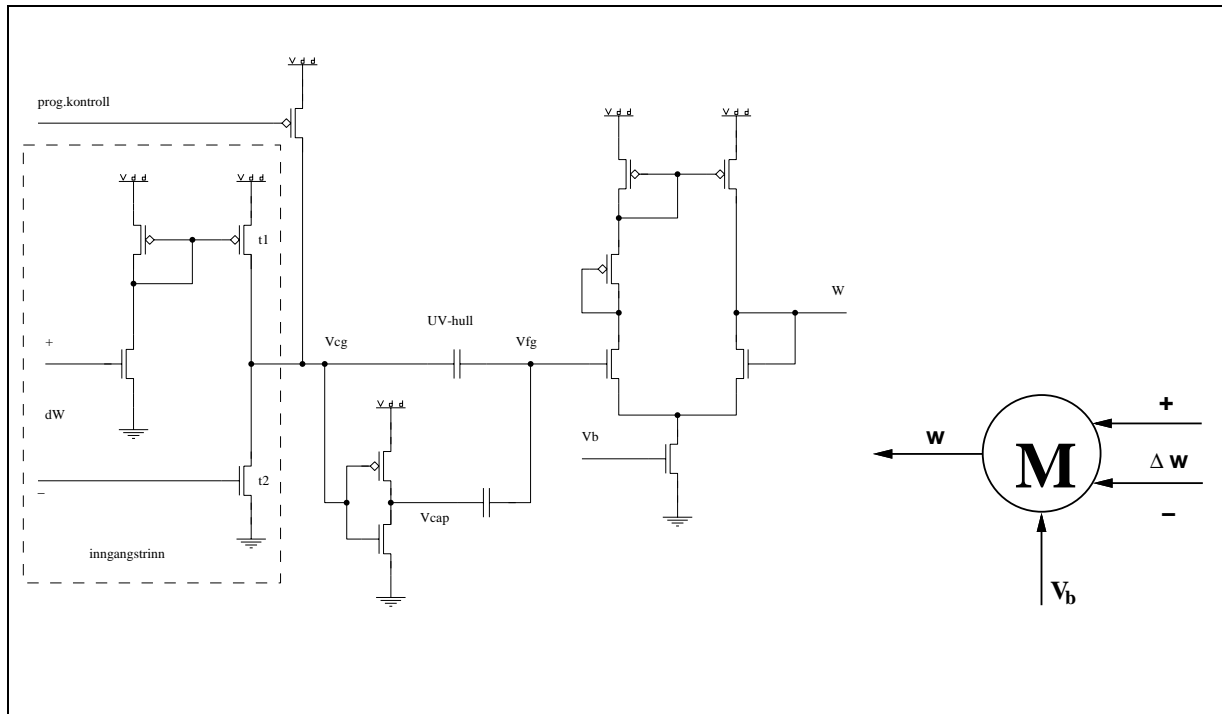 Vdd
prog.kontroll
Vdd
Vdd
Vdd
Vdd
t1
W
UV-hull
+
Vcg
Vfg
Vdd
dW
+
w
Vb
M
Δ w
t2
_
Vcap
–
inngangstrinn
Vb